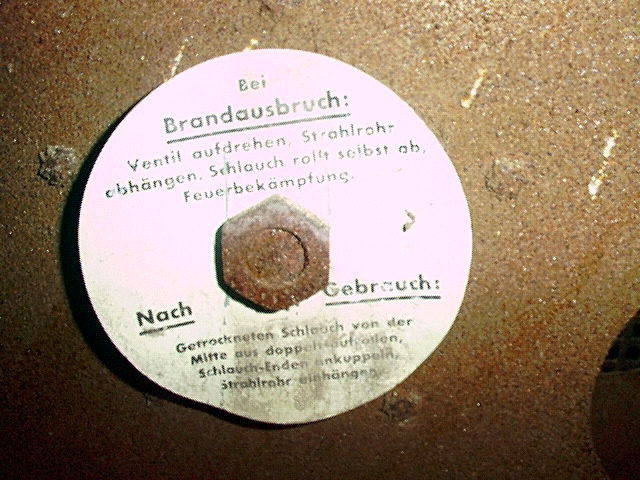 Bei
Brandausbruch:
Ventil aufdrehen, Strahlrohr
abhängen. Schlauch rollt selbst ab,
Feuerbekämpfung.
Nach Gebrauch:
Getrockneten Schlauch von der
Mitte aus doppelt aufrollen,
Schlauch-Enden ankuppeln,
Strahlrohr einhängen.